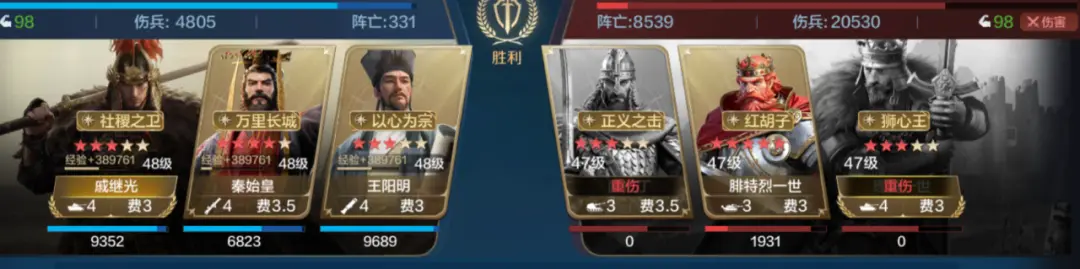 98 伤兵: 4805 阵亡:331
胜利
阵亡:8539 伤兵: 20530 98 伤害
社稷之卫
经验+389761 48级
戚继光
4 费3
9352
万里长城
经验+389761 48级
秦始皇
4 费3.5
6823
以心为宗
48级
王阳明
4 费3
9689
正义之击
47级
重伤
3 费3.5
0
红胡子
47级
腓特烈一世
3 费3
1931
狮心王
47级
重伤
4 费3
0